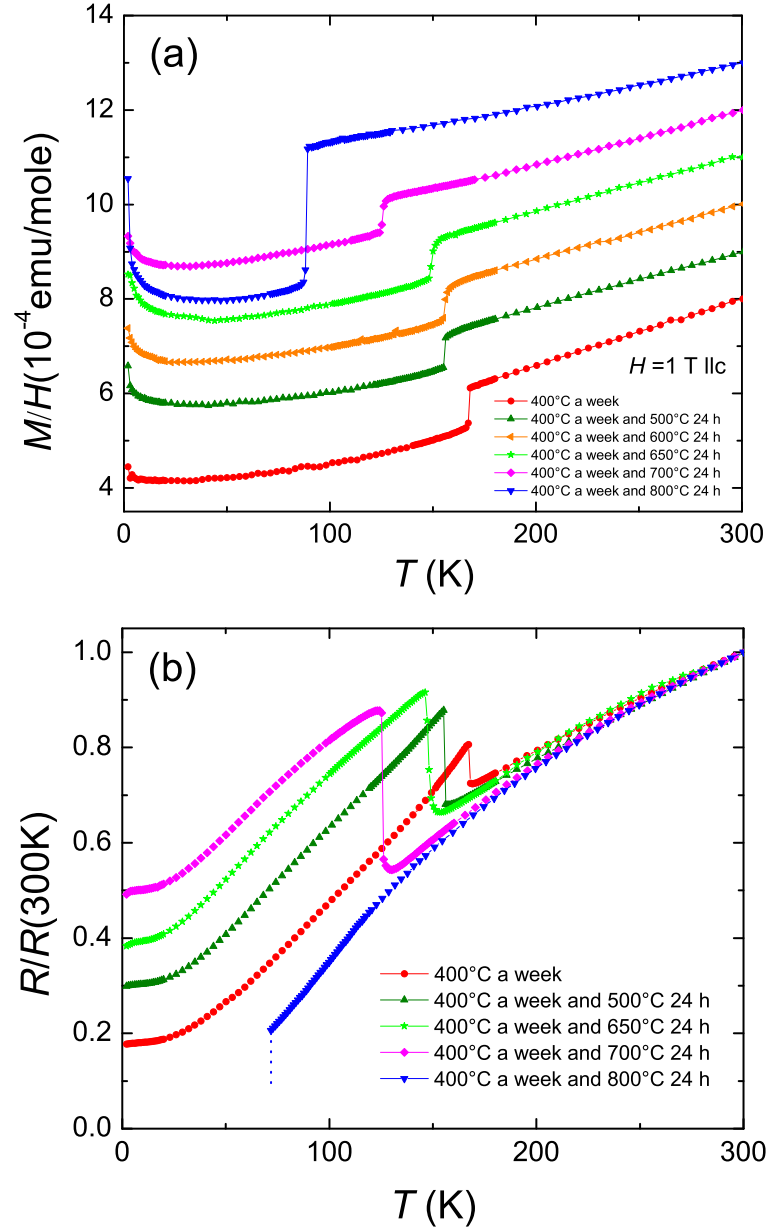 (a)
14
12
10
8
6
4
M/H(10⁻⁴ emu/mole)
H =1 T llc
400°C a week
400°C a week and 500°C 24 h
400°C a week and 600°C 24 h
400°C a week and 650°C 24 h
400°C a week and 700°C 24 h
400°C a week and 800°C 24 h
0 100 200 300
T (K)
(b)
1.0
0.8
0.6
0.4
0.2
0.0
R/R(300K)
400°C a week
400°C a week and 500°C 24 h
400°C a week and 650°C 24 h
400°C a week and 700°C 24 h
400°C a week and 800°C 24 h
0 100 200 300
T (K)